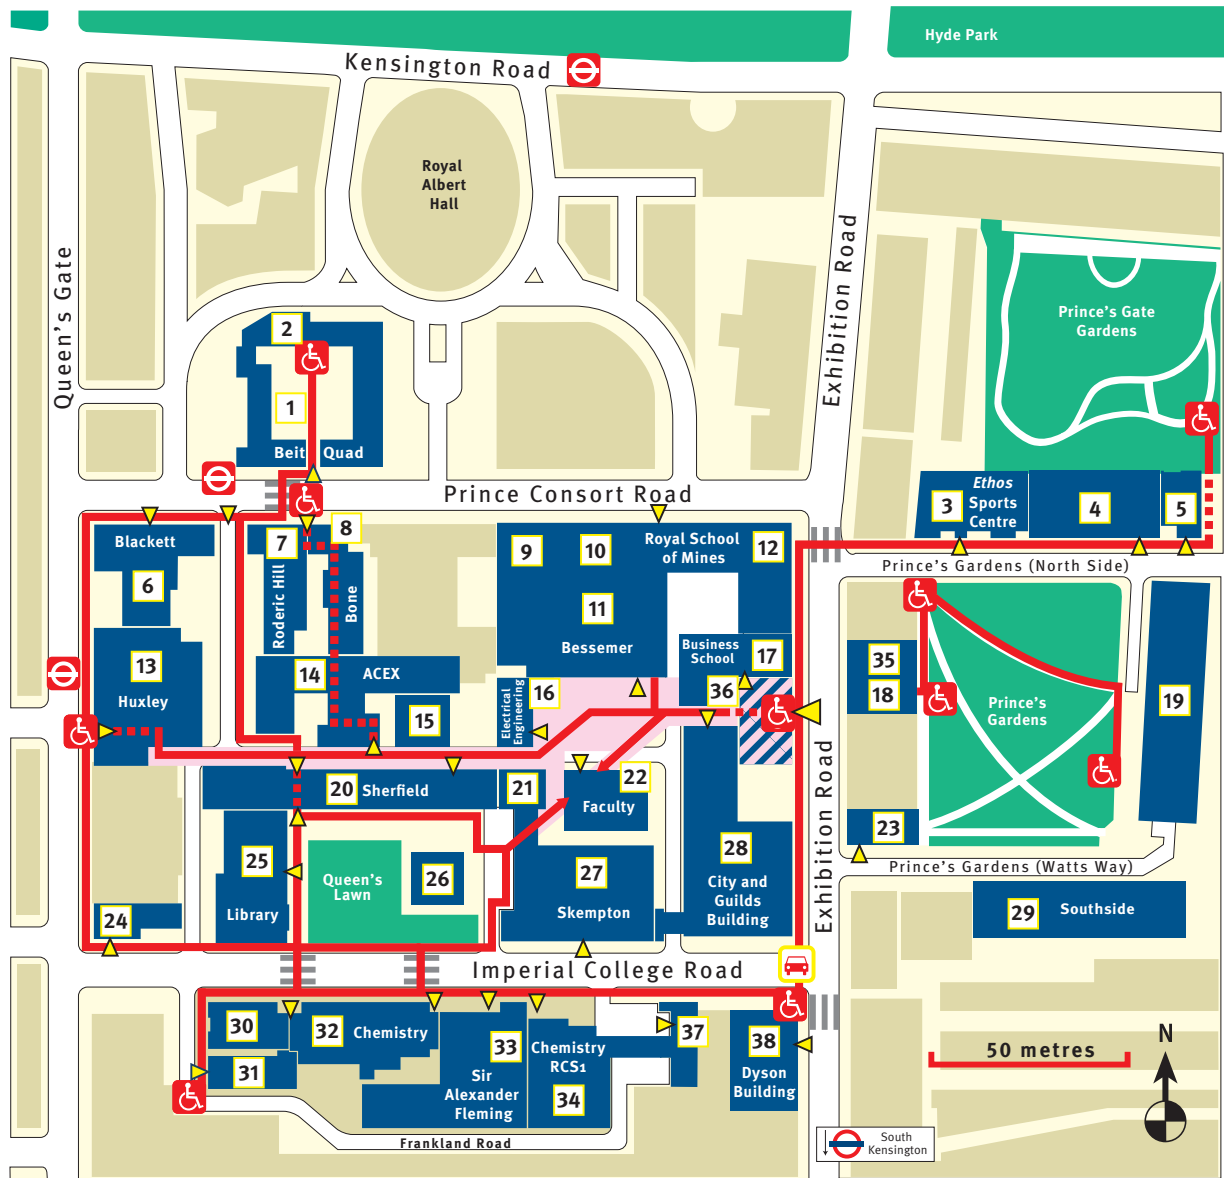 Hyde Park
Kensington Road
Royal
Albert
Hall
Queen's Gate
Exhibition Road
Prince's Gate
Gardens
2
1
Beit Quad
Prince Consort Road
3
Ethos
Sports
Centre
4
5
Prince's Gardens (North Side)
Blackett
6
7
8
Roderic Hill
Bone
9
10
Royal School
of Mines
12
11
Bessemer
13
Huxley
14
ACEX
15
Electrical
Engineering
16
Business
School
17
36
35
18
Prince's
Gardens
19
20
Sherfield
21
22
Faculty
Exhibition Road
23
Prince's Gardens (Watts Way)
24
25
Library
Queen's
Lawn
26
27
Skempton
28
City and
Guilds
Building
29
Southside
Imperial College Road
30
31
32
Chemistry
33
Sir
Alexander
Fleming
Chemistry
RCS1
34
37
38
Dyson
Building
Frankland Road
50 metres
N
South
Kensington